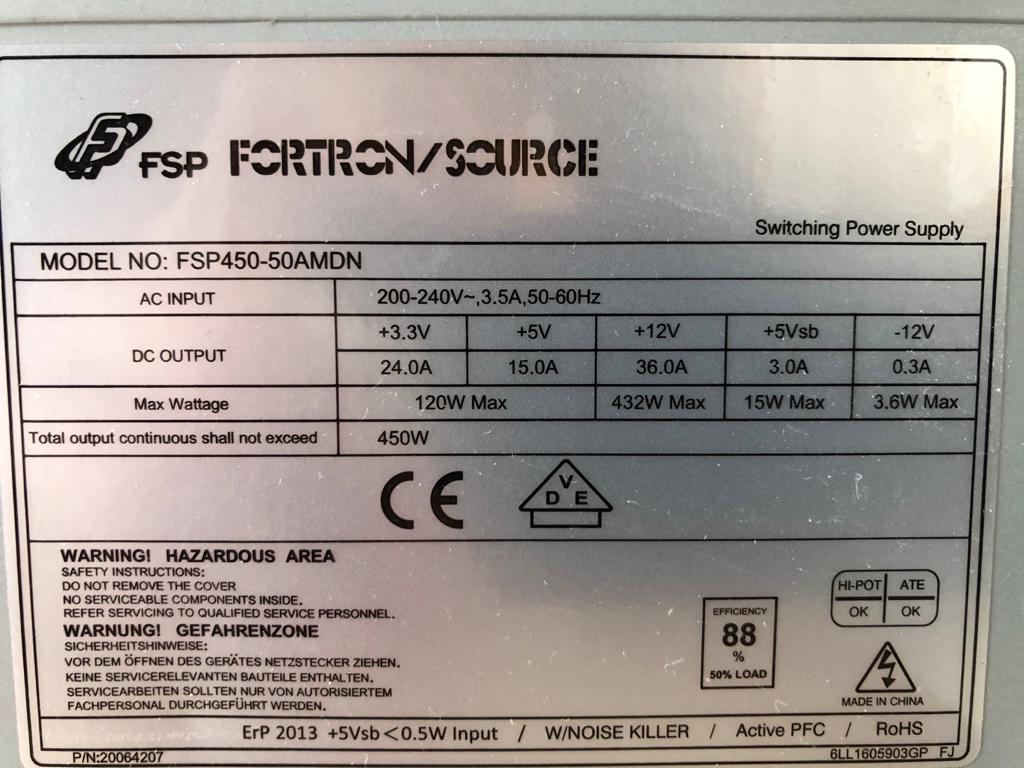 FSP FORTRON/SOURCE
Switching Power Supply
MODEL NO: FSP450-50AMDN
AC INPUT 200-240V~,3.5A,50-60Hz
DC OUTPUT +3.3V +5V +12V +5Vsb -12V
24.0A 15.0A 36.0A 3.0A 0.3A
Max Wattage 120W Max 432W Max 15W Max 3.6W Max
Total output continuous shall not exceed 450W
CE VDE
WARNING! HAZARDOUS AREA
SAFETY INSTRUCTIONS:
DO NOT REMOVE THE COVER
NO SERVICEABLE COMPONENTS INSIDE.
REFER SERVICING TO QUALIFIED SERVICE PERSONNEL.
WARNUNG! GEFAHRENZONE
SICHERHEITSHINWEISE:
VOR DEM ÖFFNEN DES GERÄTES NETZSTECKER ZIEHEN.
KEINE SERVICERELEVANTEN BAUTEILE ENTHALTEN.
SERVICEARBEITEN SOLLTEN NUR VON AUTORISIERTEM
FACHPERSONAL DURCHGEFÜHRT WERDEN.
EFFICIENCY
88
%
50% LOAD
HI-POT ATE
OK OK
MADE IN CHINA
ErP 2013 +5Vsb<0.5W Input / W/NOISE KILLER / Active PFC / RoHS
P/N:20064207 6LL1605903GP FJ